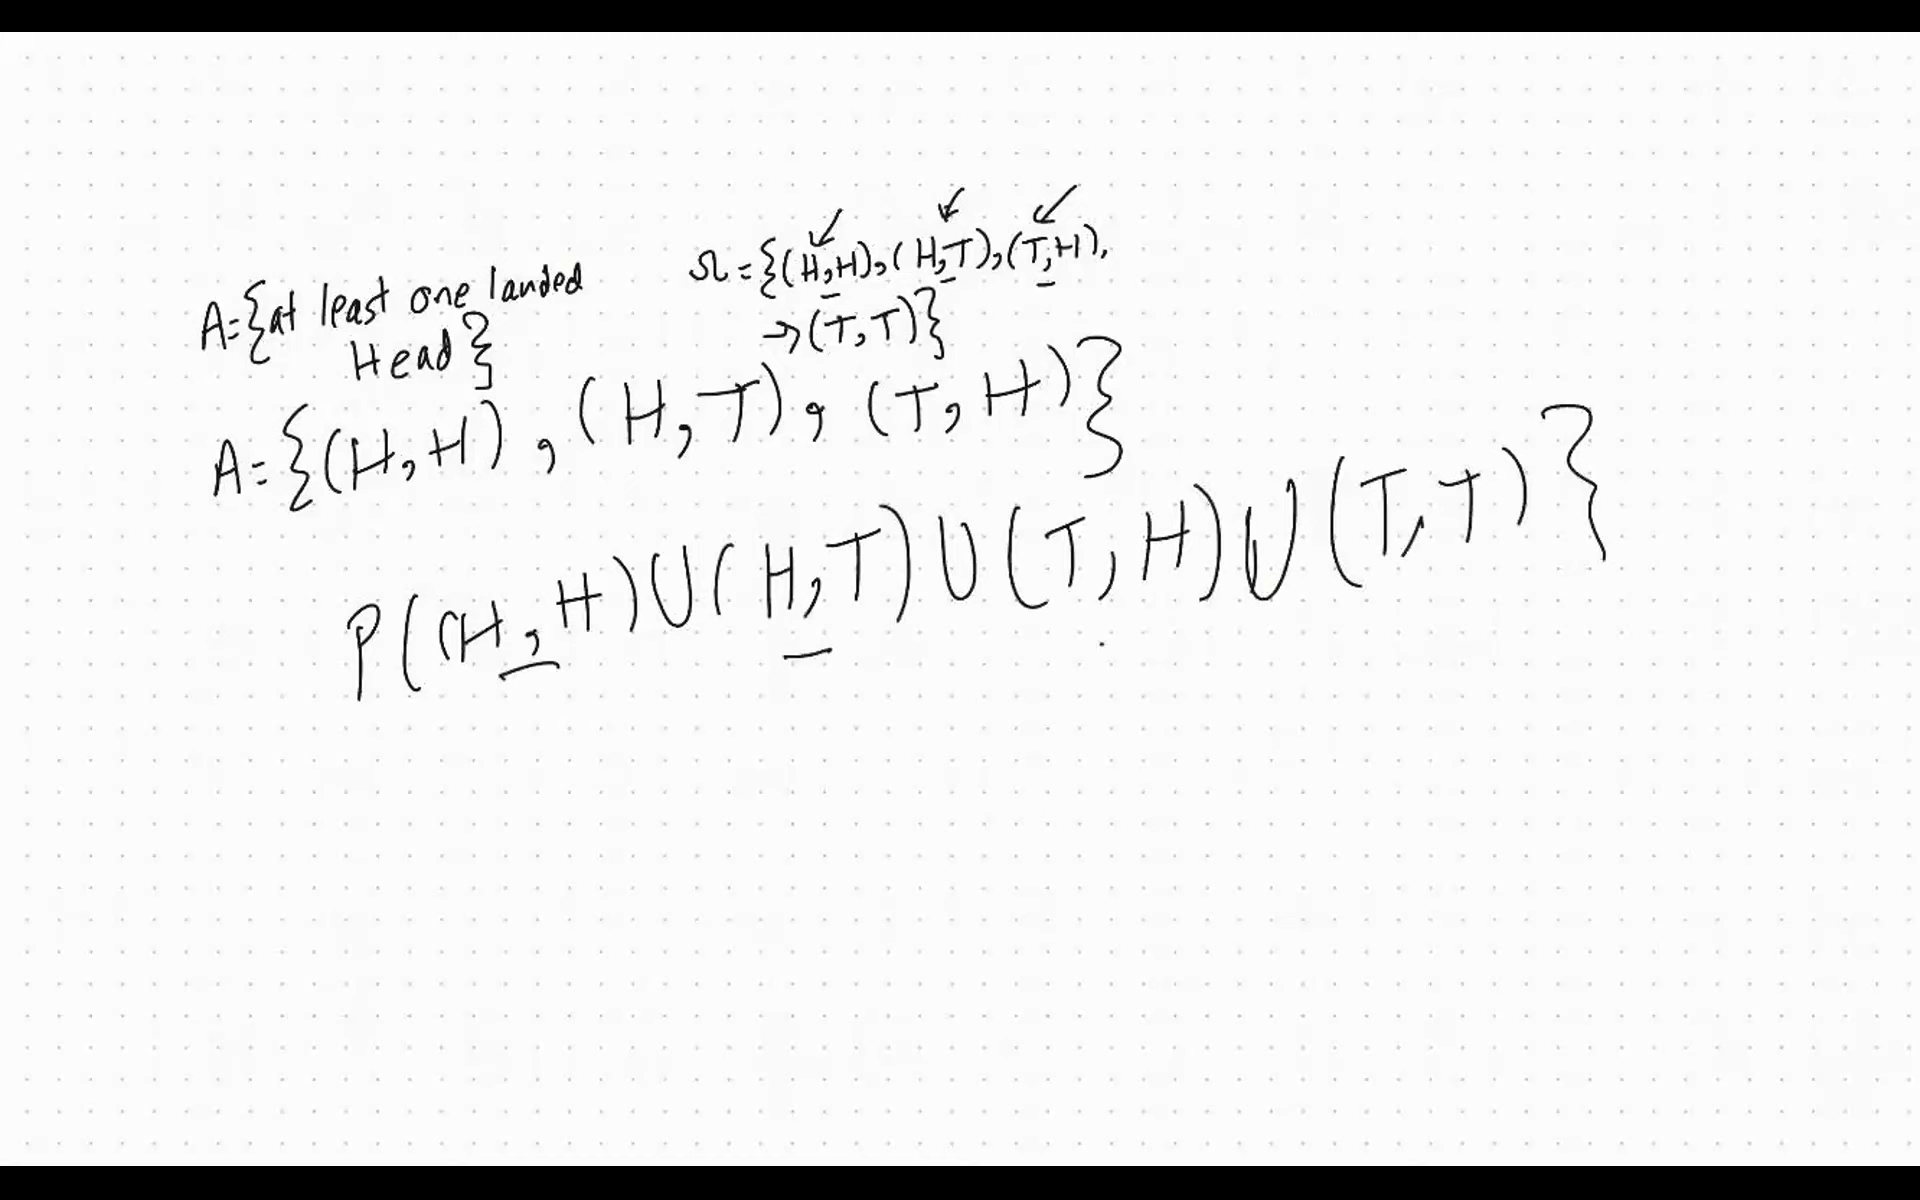 A={at least one landed
Head}
Ω={(H,H),(H,T),(T,H),
→(T,T)}
A={(H,H),(H,T),(T,H)}
P((H,H)∪(H,T)∪(T,H)∪(T,T)}